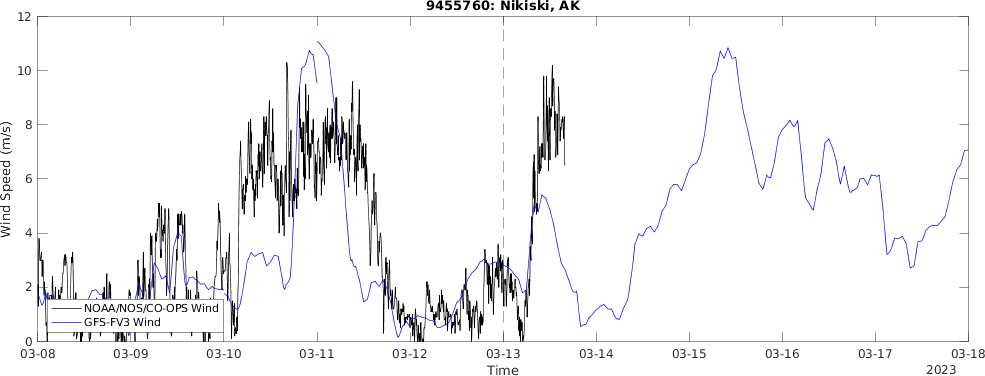 9455760: Nikiski, AK
12
10
8
6
4
2
0
Wind Speed (m/s)
NOAA/NOS/CO-OPS Wind
GFS-FV3 Wind
03-08 03-09 03-10 03-11 03-12 03-13 03-14 03-15 03-16 03-17 03-18
Time
2023